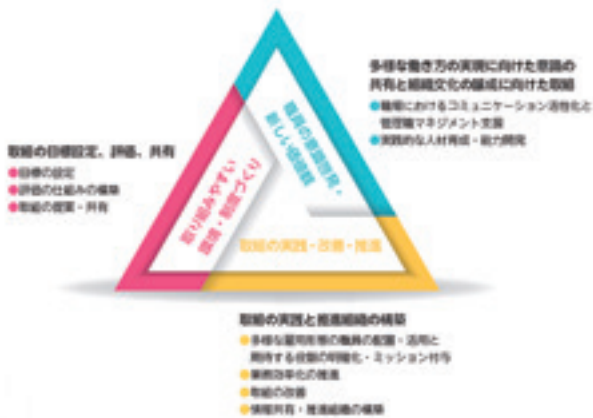 多様な働き方の実現に向けた意識の
共有と組織文化の醸成に向けた取組
●職場におけるコミュニケーション活性化と
管理職マネジメント支援
●実践的な人材育成・能力開発
取組の目標設定、評価、共有
●目標の設定
●評価の仕組みの構築
●取組の提案・共有
職員の意識改革・
新しい価値観
取り組みやすい
環境・制度づくり
取組の実践・改善・推進
取組の実践と推進組織の構築
●多様な雇用形態の職員の配置・活用と
期待する役割の明確化・ミッション付与
●業務効率化の推進
●取組の改善
●情報共有・推進組織の構築